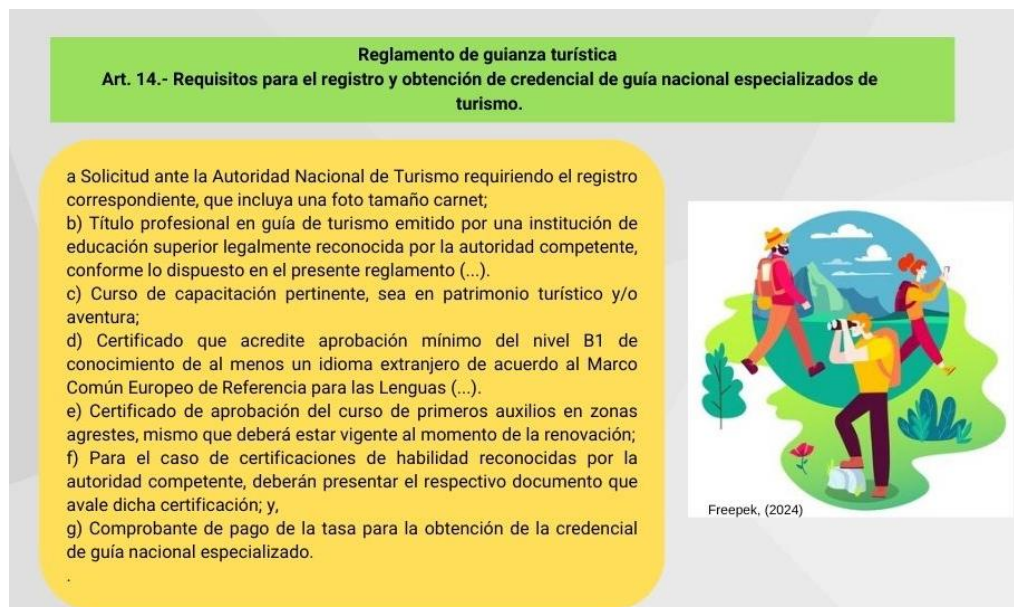 Reglamento de guianza turística
Art. 14.- Requisitos para el registro y obtención de credencial de guía nacional especializados de
turismo.
a Solicitud ante la Autoridad Nacional de Turismo requiriendo el registro
correspondiente, que incluya una foto tamaño carnet;
b) Título profesional en guía de turismo emitido por una institución de
educación superior legalmente reconocida por la autoridad competente,
conforme lo dispuesto en el presente reglamento (...).
c) Curso de capacitación pertinente, sea en patrimonio turístico y/o
aventura;
d) Certificado que acredite aprobación mínimo del nivel B1 de
conocimiento de al menos un idioma extranjero de acuerdo al Marco
Común Europeo de Referencia para las Lenguas (...).
e) Certificado de aprobación del curso de primeros auxilios en zonas
agrestes, mismo que deberá estar vigente al momento de la renovación;
f) Para el caso de certificaciones de habilidad reconocidas por la
autoridad competente, deberán presentar el respectivo documento que
avale dicha certificación; y,
g) Comprobante de pago de la tasa para la obtención de la credencial
de guía nacional especializado.
.
Freepek, (2024)